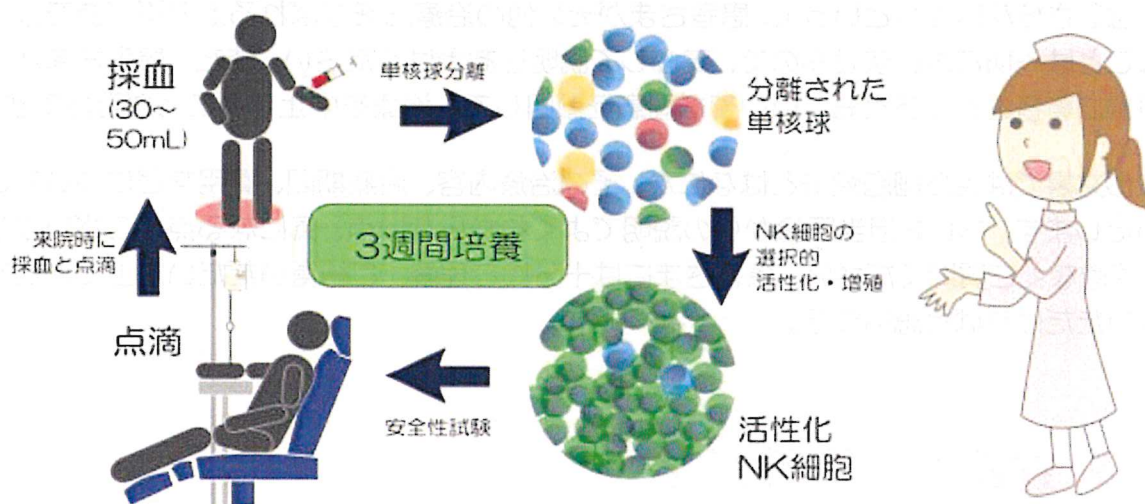 採血
(30〜
50mL)
単核球分離
分離された
単核球
3週間培養
NK細胞の
選択的
活性化・増殖
来院時に
採血と点滴
点滴
安全性試験
活性化
NK細胞